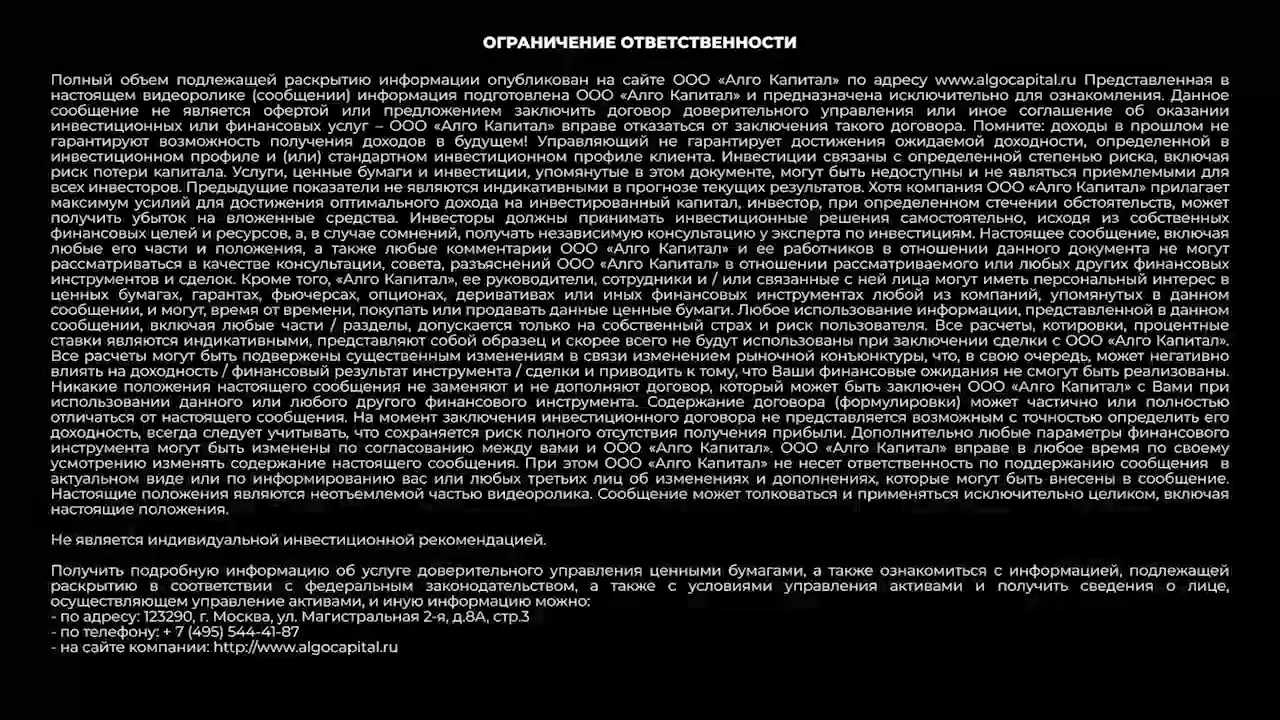 ОГРАНИЧЕНИЕ ОТВЕТСТВЕННОСТИ
Полный объем подлежащей раскрытию информации опубликован на сайте ООО «Алго Капитал» по адресу www.algocapital.ru Представленная в
настоящем видеоролике (сообщении) информация подготовлена ООО «Алго Капитал» и предназначена исключительно для ознакомления. Данное
сообщение не является офертой или предложением заключить договор доверительного управления или иное соглашение об оказании
инвестиционных или финансовых услуг – ООО «Алго Капитал» вправе отказаться от заключения такого договора. Помните: доходы в прошлом не
гарантируют возможность получения доходов в будущем! Управляющий не гарантирует достижения ожидаемой доходности, определенной в
инвестиционном профиле и (или) стандартном инвестиционном профиле клиента. Инвестиции связаны с определенной степенью риска, включая
риск потери капитала. Услуги, ценные бумаги и инвестиции, упомянутые в этом документе, могут быть недоступны и не являться приемлемыми для
всех инвесторов. Предыдущие показатели не являются индикативными в прогнозе текущих результатов. Хотя компания ООО «Алго Капитал» прилагает
максимум усилий для достижения оптимального дохода на инвестированный капитал, инвестор, при определенном стечении обстоятельств, может
получить убыток на вложенные средства. Инвесторы должны принимать инвестиционные решения самостоятельно, исходя из собственных
финансовых целей и ресурсов, а, в случае сомнений, получать независимую консультацию у эксперта по инвестициям. Настоящее сообщение, включая
любые его части и положения, а также любые комментарии ООО «Алго Капитал» и ее работников в отношении данного документа не могут
рассматриваться в качестве консультации, совета, разъяснений ООО «Алго Капитал» в отношении рассматриваемого или любых других финансовых
инструментов и сделок. Кроме того, «Алго Капитал», ее руководители, сотрудники и / или связанные с ней лица могут иметь персональный интерес в
ценных бумагах, гарантах, фьючерсах, опционах, деривативах или иных финансовых инструментах любой из компаний, упомянутых в данном
сообщении, и могут, время от времени, покупать или продавать данные ценные бумаги. Любое использование информации, представленной в данном
сообщении, включая любые части / разделы, допускается только на собственный страх и риск пользователя. Все расчеты, котировки, процентные
ставки являются индикативными, представляют собой образец и скорее всего не будут использованы при заключении сделки с ООО «Алго Капитал».
Все расчеты могут быть подвержены существенным изменениям в связи изменением рыночной конъюнктуры, что, в свою очередь, может негативно
влиять на доходность / финансовый результат инструмента / сделки и приводить к тому, что Ваши финансовые ожидания не смогут быть реализованы.
Никакие положения настоящего сообщения не заменяют и не дополняют договор, который может быть заключен ООО «Алго Капитал» с Вами при
использовании данного или любого другого финансового инструмента. Содержание договора (формулировки) может частично или полностью
отличаться от настоящего сообщения. На момент заключения инвестиционного договора не представляется возможным с точностью определить его
доходность, всегда следует учитывать, что сохраняется риск полного отсутствия получения прибыли. Дополнительно любые параметры финансового
инструмента могут быть изменены по согласованию между вами и ООО «Алго Капитал». ООО «Алго Капитал» вправе в любое время по своему
усмотрению изменять содержание настоящего сообщения. При этом ООО «Алго Капитал» не несет ответственность по поддержанию сообщения в
актуальном виде или по информированию вас или любых третьих лиц об изменениях и дополнениях, которые могут быть внесены в сообщение.
Настоящие положения являются неотъемлемой частью видеоролика. Сообщение может толковаться и применяться исключительно целиком, включая
настоящие положения.
Не является индивидуальной инвестиционной рекомендацией.
Получить подробную информацию об услуге доверительного управления ценными бумагами, а также ознакомиться с информацией, подлежащей
раскрытию в соответствии с федеральным законодательством, а также с условиями управления активами и получить сведения о лице,
осуществляющем управление активами, и иную информацию можно:
- по адресу: 123290, г. Москва, ул. Магистральная 2-я, д.8А, стр.3
- по телефону: + 7 (495) 544-41-87
- на сайте компании: http://www.algocapital.ru